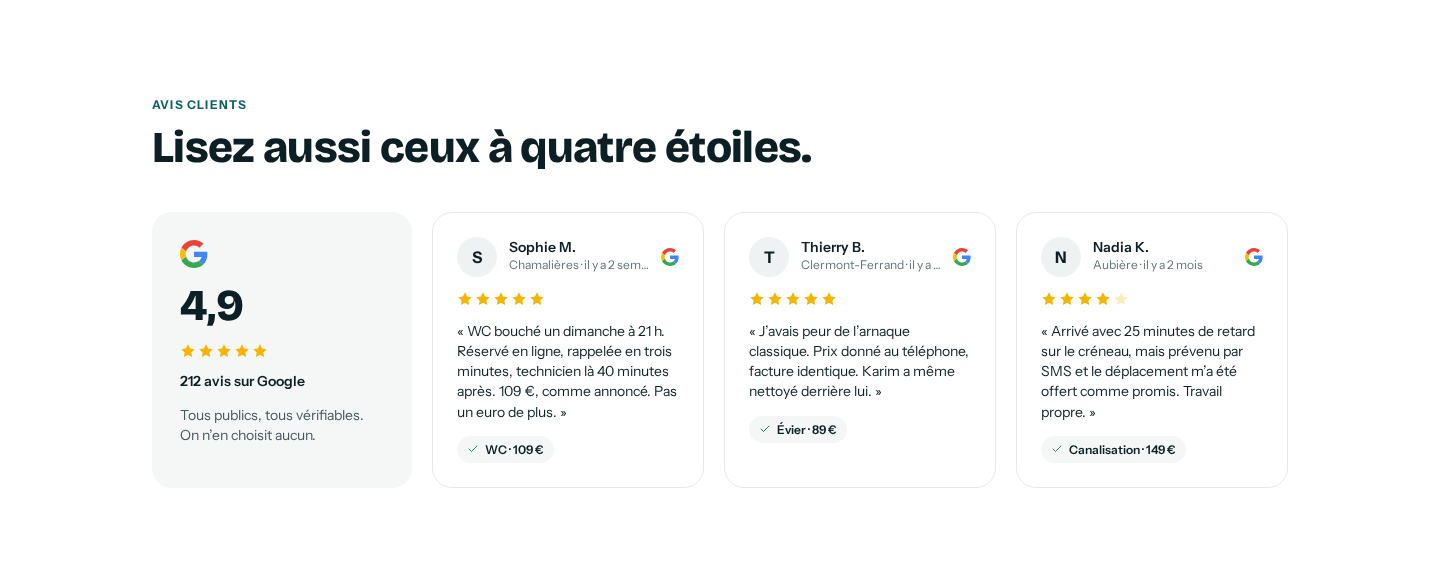 AVIS CLIENTS
Lisez aussi ceux à quatre étoiles.
4,9
212 avis sur Google
Tous publics, tous vérifiables.
On n’en choisit aucun.
S
Sophie M.
Chamalières · il y a 2 sem…
« WC bouché un dimanche à 21 h.
Réservé en ligne, rappelée en trois
minutes, technicien là 40 minutes
après. 109 €, comme annoncé. Pas
un euro de plus. »
WC · 109 €
T
Thierry B.
Clermont-Ferrand · il y a …
« J’avais peur de l’arnaque
classique. Prix donné au téléphone,
facture identique. Karim a même
nettoyé derrière lui. »
Évier · 89 €
N
Nadia K.
Aubière · il y a 2 mois
« Arrivé avec 25 minutes de retard
sur le créneau, mais prévenu par
SMS et le déplacement m’a été
offert comme promis. Travail
propre. »
Canalisation · 149 €